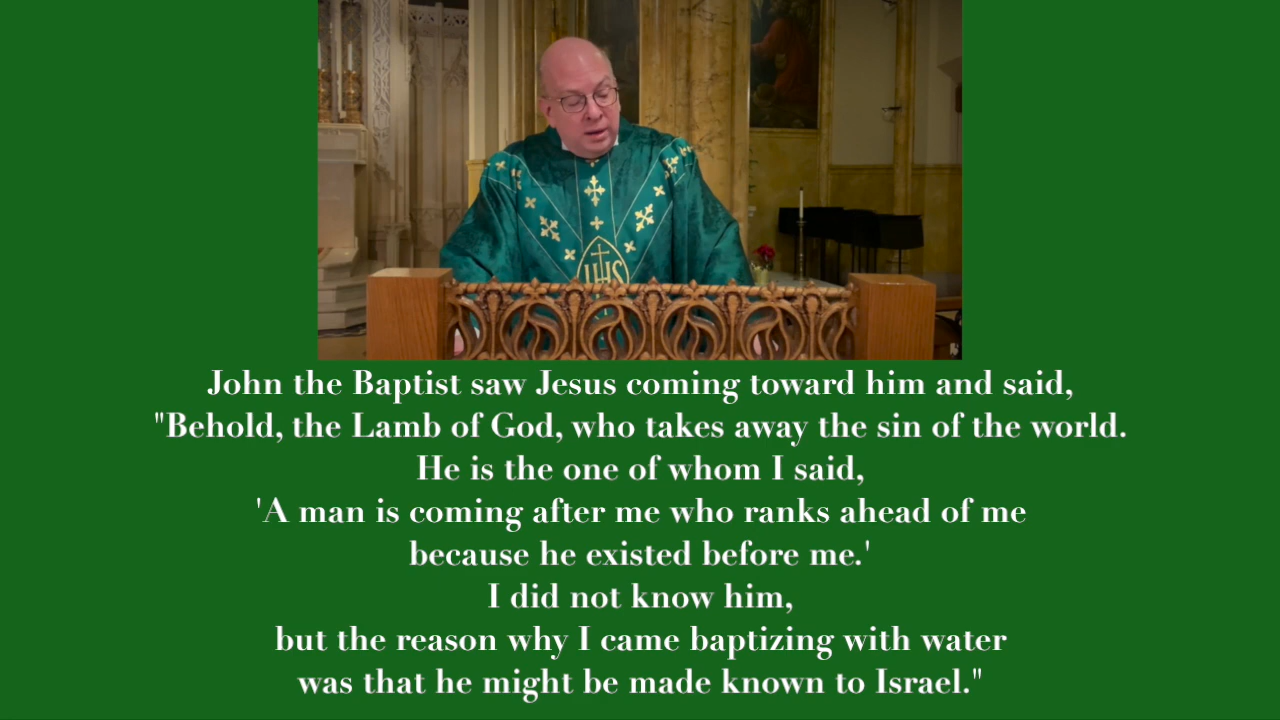 IHS
John the Baptist saw Jesus coming toward him and said,
"Behold, the Lamb of God, who takes away the sin of the world.
He is the one of whom I said,
'A man is coming after me who ranks ahead of me
because he existed before me.'
I did not know him,
but the reason why I came baptizing with water
was that he might be made known to Israel."